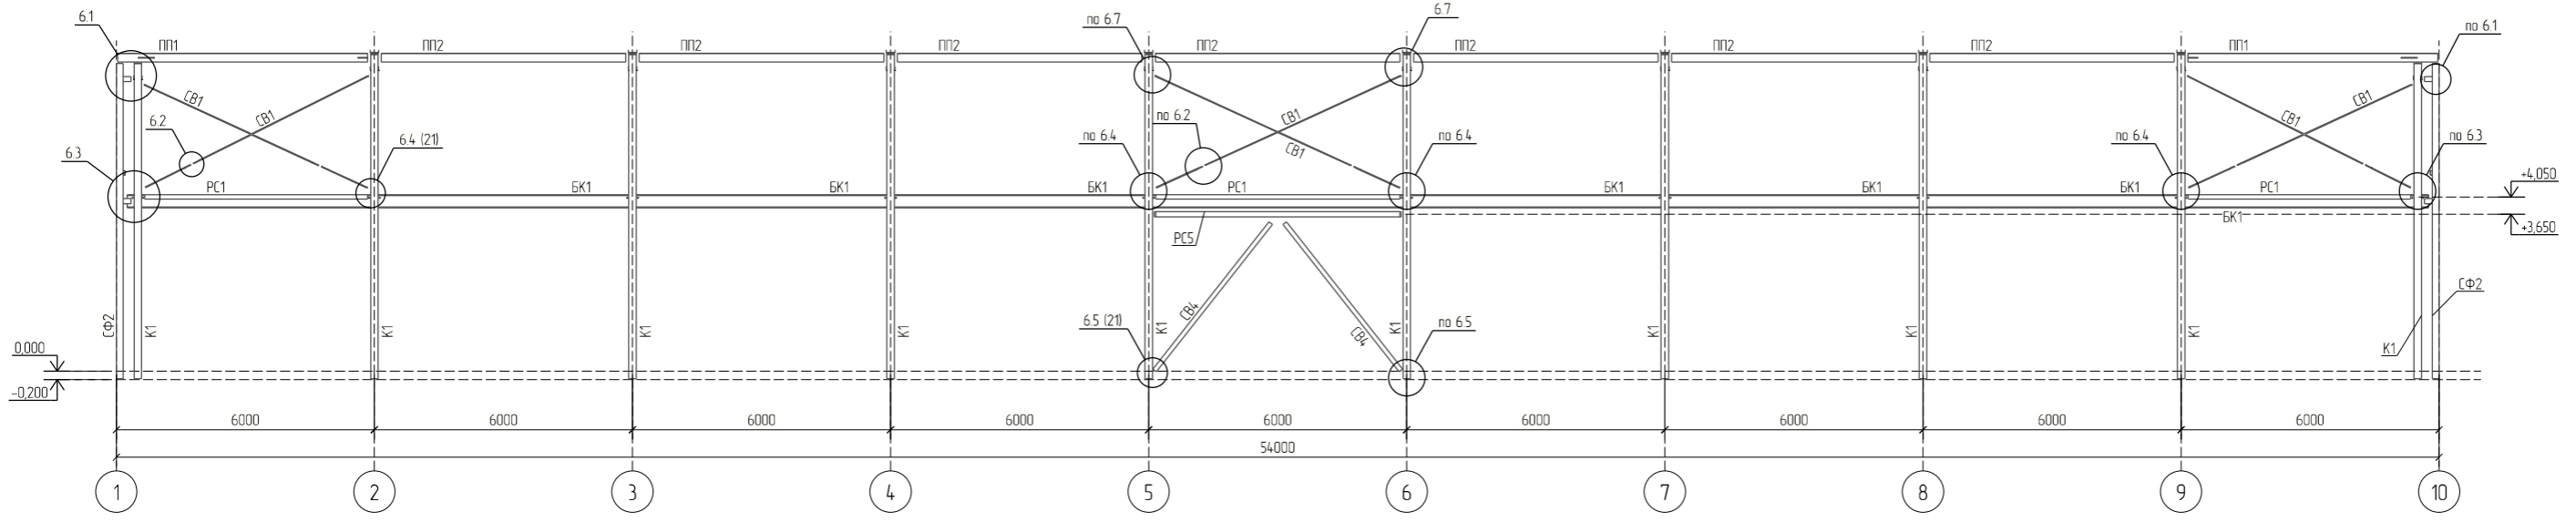 6.1
по 6.7
6.7
по 6.1
ПП1
ПП2
ПП2
ПП2
ПП2
ПП2
ПП2
ПП2
ПП1
СВ1
СВ1
6.2
6.3
6.4 (21)
по 6.2
СВ1
СВ1
по 6.4
по 6.4
по 6.4
СВ1
СВ1
по 6.3
РС1
БК1
БК1
БК1
РС1
БК1
БК1
БК1
РС1
БК1
+4,050
+3,650
РС5
СФ2
К1
К1
К1
К1
6.5 (21)
К1
СВ4
СВ4
К1
по 6.5
К1
К1
К1
К1
СФ2
0,000
-0,200
6000
6000
6000
6000
6000
6000
6000
6000
6000
54000
1
2
3
4
5
6
7
8
9
10